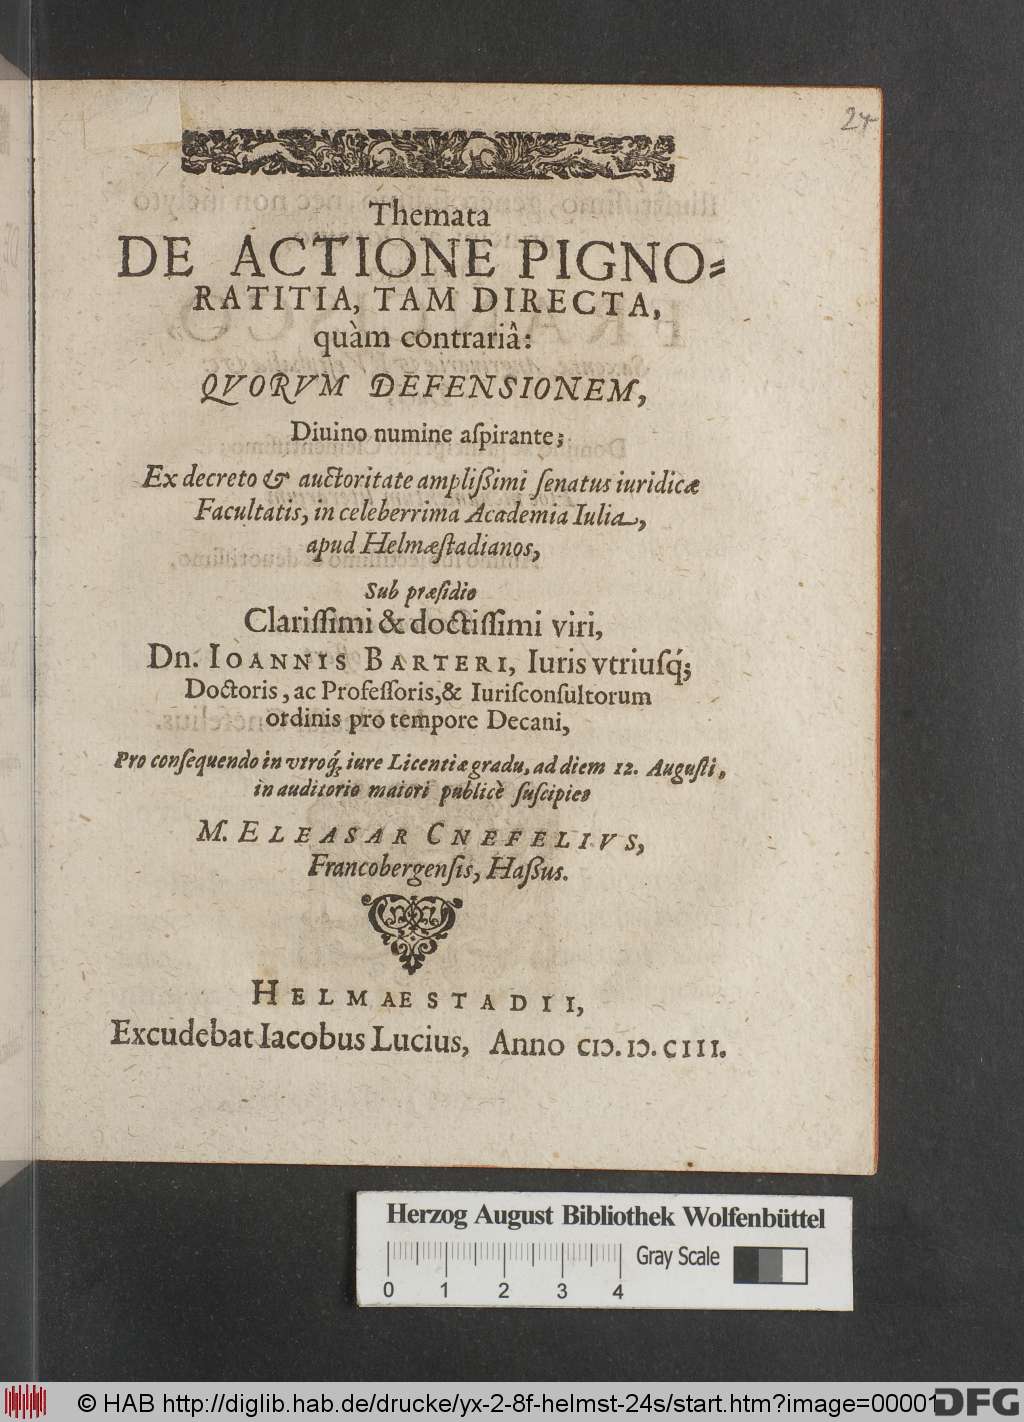 24
Themata
DE ACTIONE PIGNO⸗
RATITIA, TAM DIRECTA,
quàm contrariâ:
QVORVM DEFENSIONEM,
Diuino numine aſpirante;
Ex decreto & auctoritate amplißimi ſenatus iuridicæ
Facultatis, in celeberrima Academia Iulia,
apud Helmæſtadianos,
Sub præſidio
Clariſſimi & doctiſſimi viri,
Dn. IOANNIS BARTERI, Iuris vtriuſq́;
Doctoris, ac Profeſſoris, & Iuriſconſultorum
ordinis pro tempore Decani,
Pro conſequendo in vtroq́; iure Licentiæ gradu, ad diem 12. Auguſti,
in auditorio maiori publicè ſuſcipiet
M. ELEASAR CNEFELIVS,
Francobergenſis, Haßus.
HELMAESTADII,
Excudebat Iacobus Lucius, Anno CIↃ.IↃ.CIII.
Herzog August Bibliothek Wolfenbüttel
Gray Scale
0 1 2 3 4
© HAB http://diglib.hab.de/drucke/yx-2-8f-helmst-24s/start.htm?image=00001
DFG